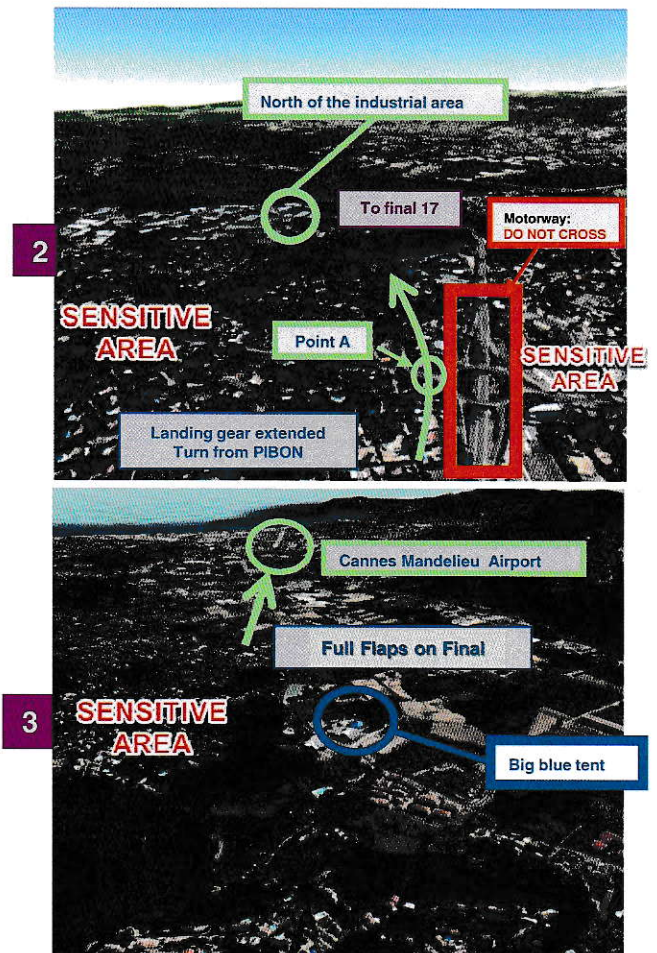 North of the industrial area
To final 17
Motorway:
DO NOT CROSS
2
SENSITIVE
AREA
Point A
SENSITIVE
AREA
Landing gear extended
Turn from PIBON
Cannes Mandelieu Airport
Full Flaps on Final
3
SENSITIVE
AREA
Big blue tent